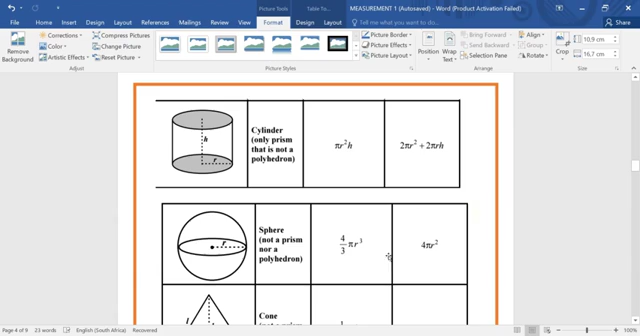 Picture Tools
Table To...
MEASUREMENT 1 (Autosaved) - Word (Product Activation Failed)
Insert
Draw
Design
Layout
References
Mailings
Review
View
Help
Format
Design
Layout
Tell me what you want to do...
Remove
Background
Corrections
Color
Artistic Effects
Compress Pictures
Change Picture
Reset Picture
Adjust
Picture Styles
Picture Border
Picture Effects
Picture Layout
Position
Wrap
Text
Bring Forward
Send Backward
Selection Pane
Arrange
Align
Group
Rotate
Crop
10,9 cm
16,7 cm
Size
h
r
Cylinder
(only prism
that is not a
polyhedron)
πr²h
2πr² + 2πrh
r
Sphere
(not a prism
nor a
polyhedron)
4/3 πr³
4πr²
l
Cone
Page 4 of 9
23 words
English (South Africa)
Recovered
100%